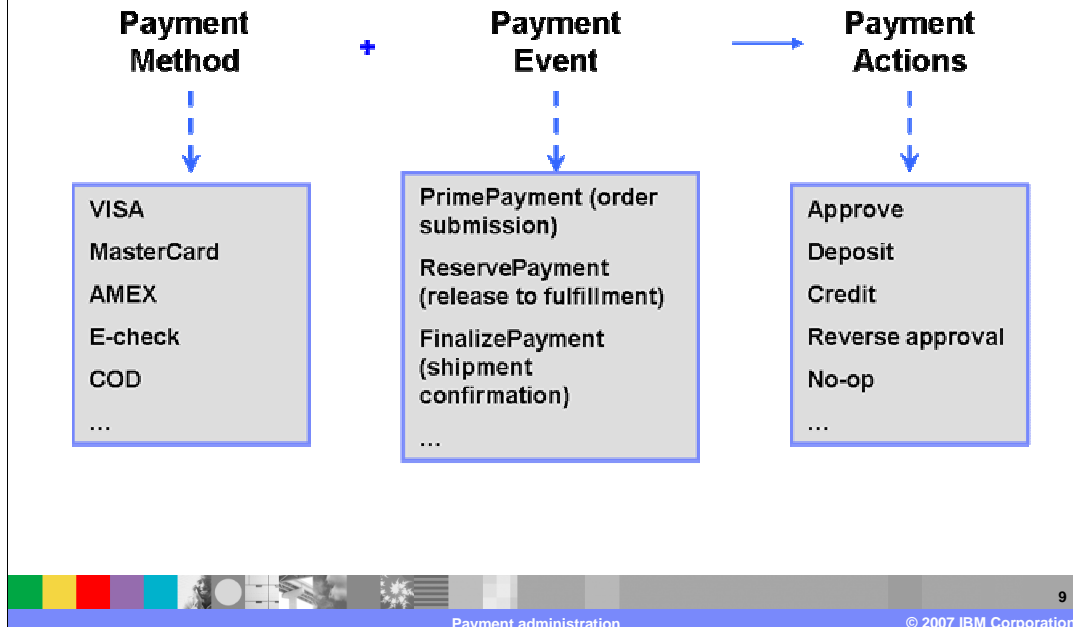 Payment
Method
+
Payment
Event
Payment
Actions
VISA
MasterCard
AMEX
E-check
COD
...
PrimePayment (order
submission)
ReservePayment
(release to fulfillment)
FinalizePayment
(shipment
confirmation)
...
Approve
Deposit
Credit
Reverse approval
No-op
...
9
Payment administration
© 2007 IBM Corporation